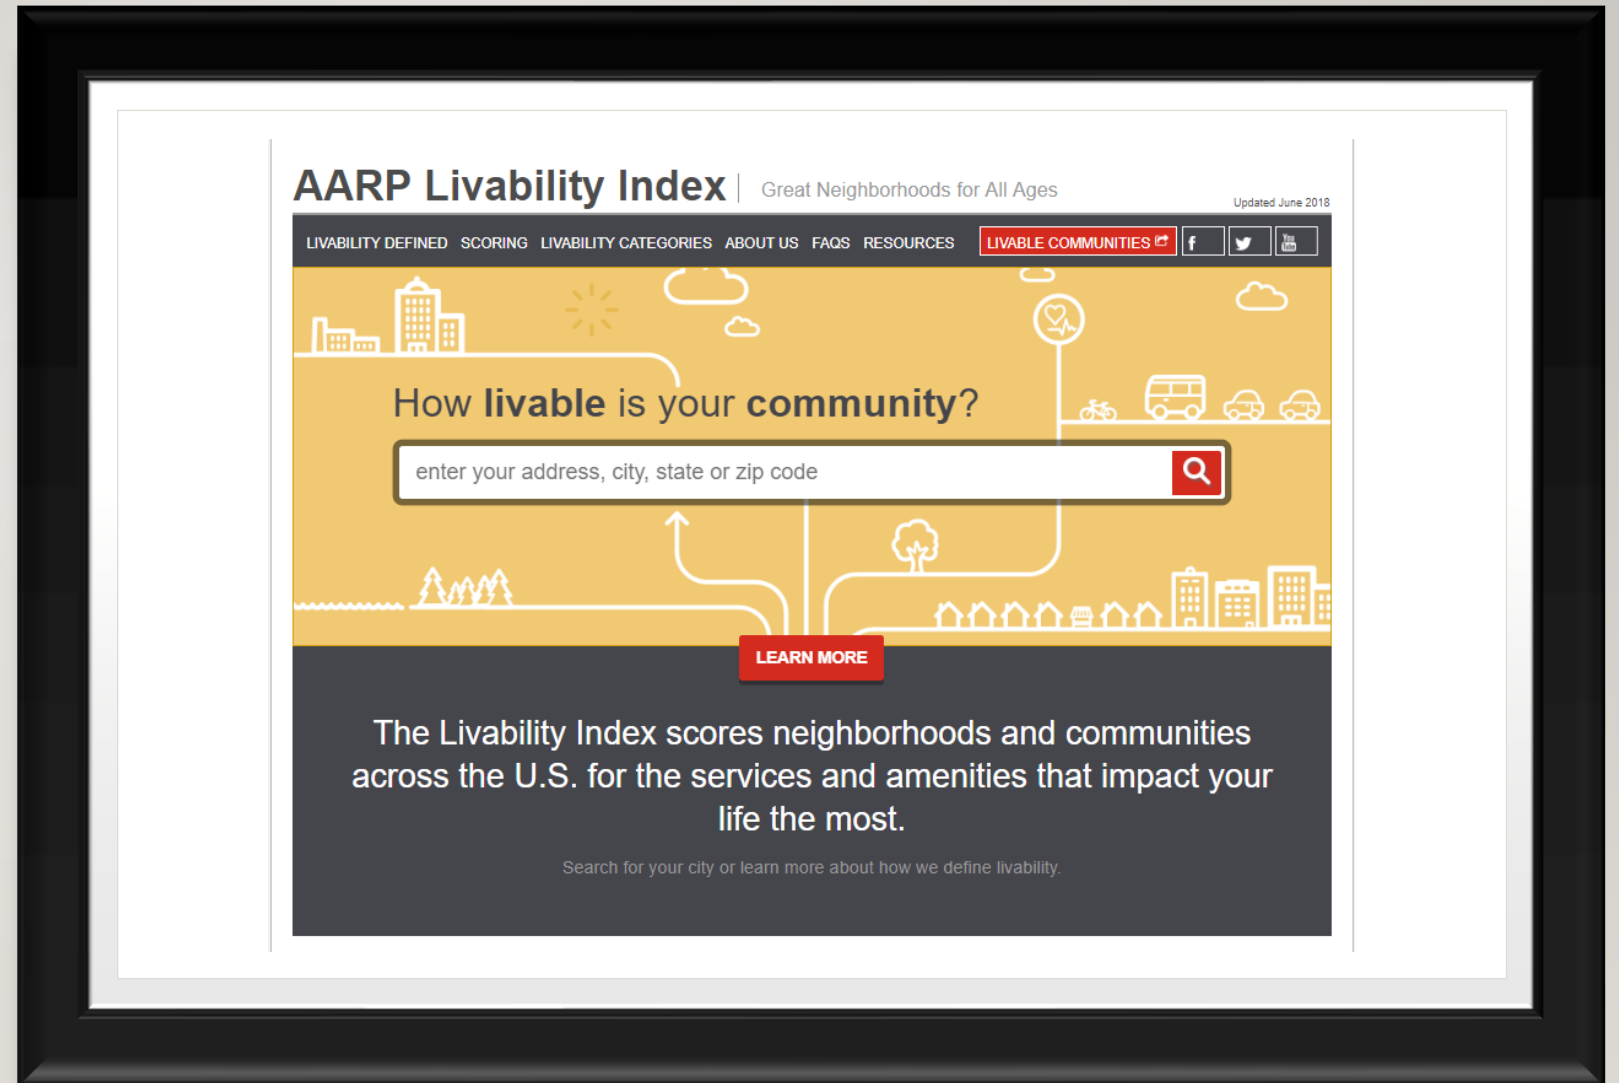 AARP Livability Index Great Neighborhoods for All Ages
Updated June 2018
LIVABILITY DEFINED SCORING LIVABILITY CATEGORIES ABOUT US FAQS RESOURCES LIVABLE COMMUNITIES f You Tube
How livable is your community?
enter your address, city, state or zip code
LEARN MORE
The Livability Index scores neighborhoods and communities
across the U.S. for the services and amenities that impact your
life the most.
Search for your city or learn more about how we define livability.